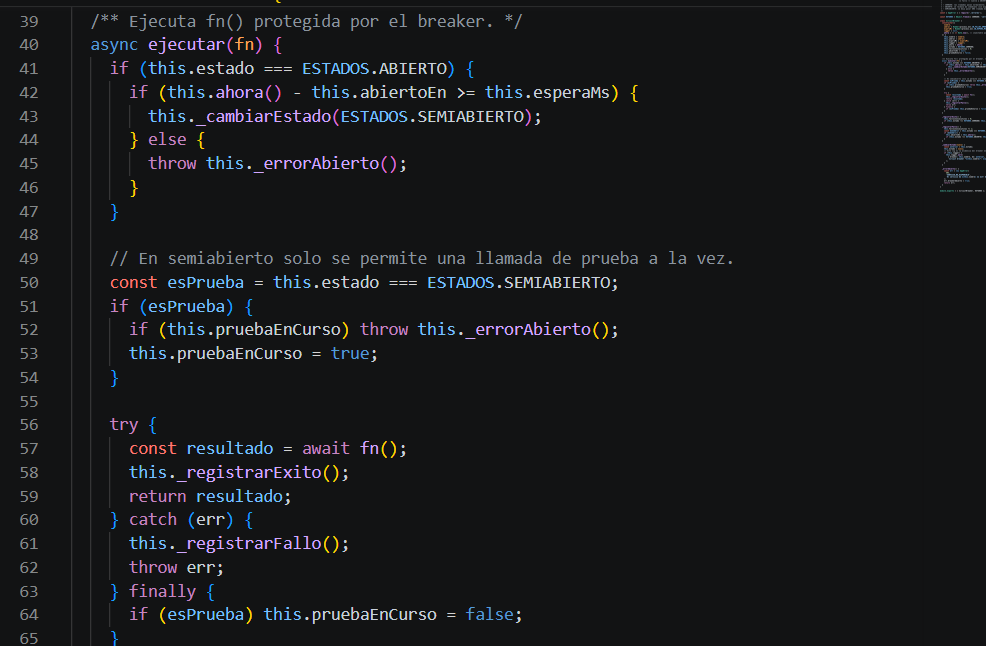 39 /** Ejecuta fn() protegida por el breaker. */
40 async ejecutar(fn) {
41 if (this.estado === ESTADOS.ABIERTO) {
42 if (this.ahora() - this.abiertoEn >= this.esperaMs) {
43 this._cambiarEstado(ESTADOS.SEMIABIERTO);
44 } else {
45 throw this._errorAbierto();
46 }
47 }
48
49 // En semiabierto solo se permite una llamada de prueba a la vez.
50 const esPrueba = this.estado === ESTADOS.SEMIABIERTO;
51 if (esPrueba) {
52 if (this.pruebaEnCurso) throw this._errorAbierto();
53 this.pruebaEnCurso = true;
54 }
55
56 try {
57 const resultado = await fn();
58 this._registrarExito();
59 return resultado;
60 } catch (err) {
61 this._registrarFallo();
62 throw err;
63 } finally {
64 if (esPrueba) this.pruebaEnCurso = false;
65 }